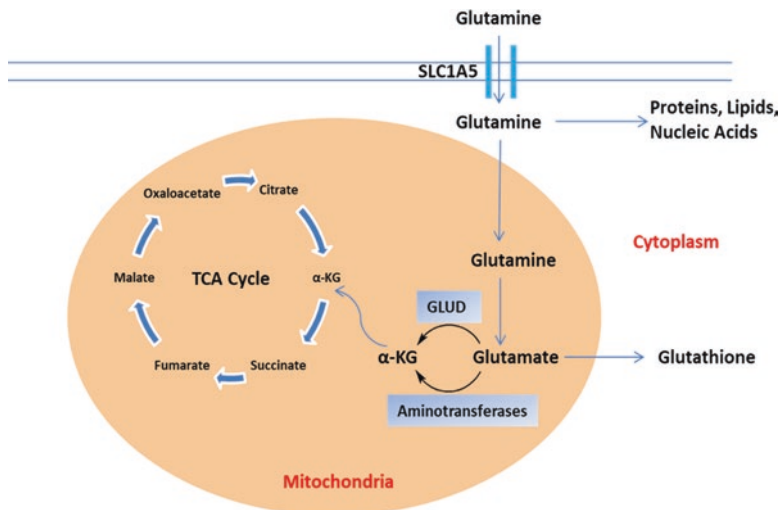 Glutamine
SLC1A5
Glutamine
Proteins, Lipids,
Nucleic Acids
Oxaloacetate
Citrate
Cytoplasm
Glutamine
Malate
TCA Cycle
α-KG
GLUD
α-KG
Glutamate
Glutathione
Fumarate
Succinate
Aminotransferases
Mitochondria